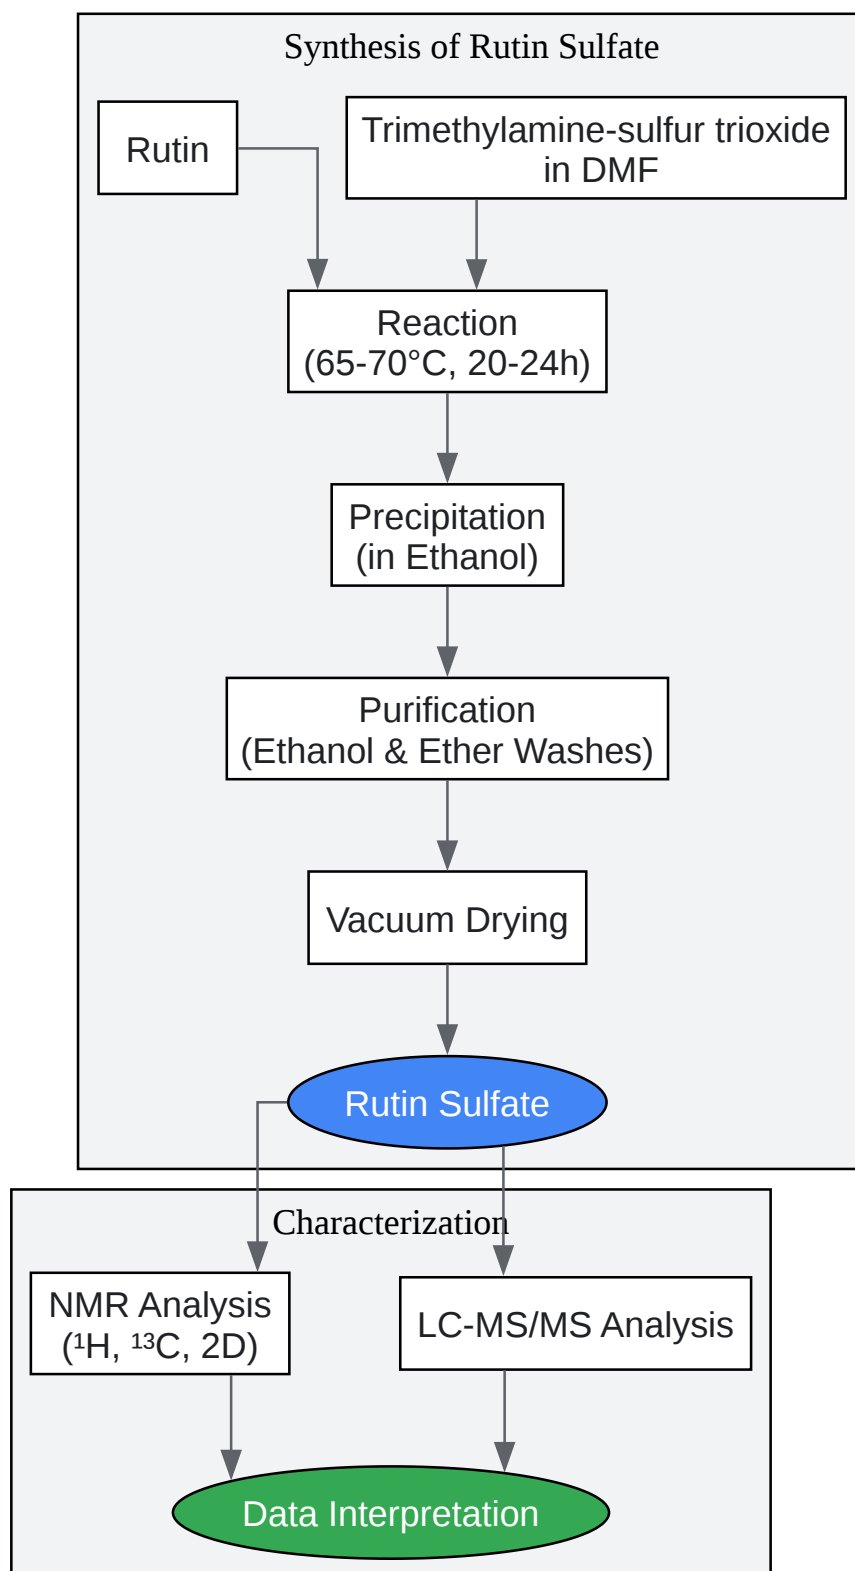 Synthesis of Rutin Sulfate
Rutin
Trimethylamine-sulfur trioxide
in DMF
Reaction
(65-70°C, 20-24h)
Precipitation
(in Ethanol)
Purification
(Ethanol & Ether Washes)
Vacuum Drying
Rutin Sulfate
Characterization
NMR Analysis
(¹H, ¹³C, 2D)
LC-MS/MS Analysis
Data Interpretation